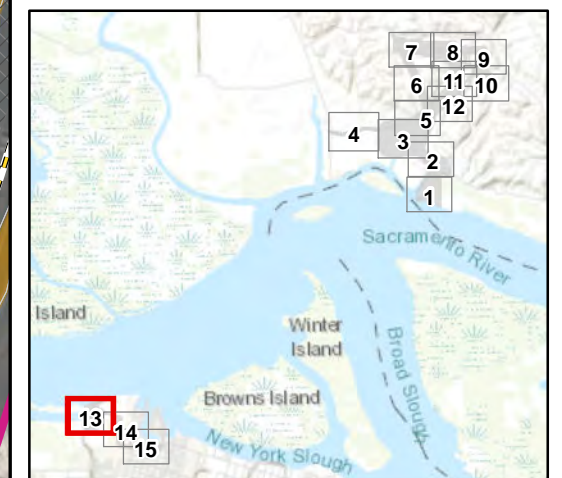 7 8 9
6 11 10
12
4 5
3
2
1
Sacramento River
Island
Winter
Island
Broad Slough
Browns Island
13
14
15
New York Slough